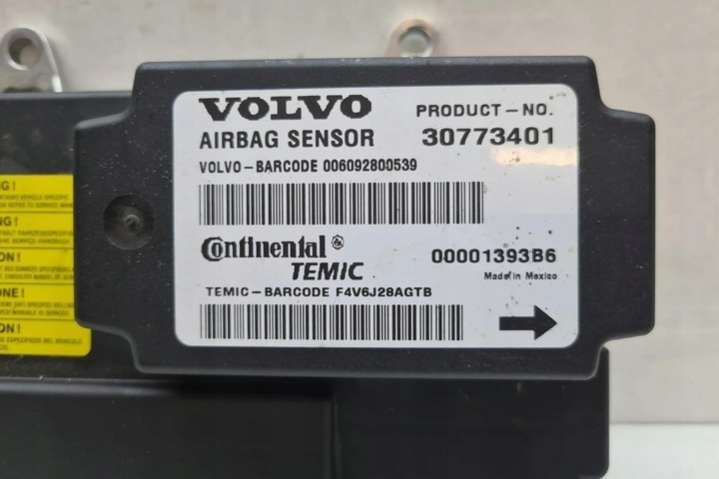 VOLVO
PRODUCT-NO.
AIRBAG SENSOR
30773401
VOLVO-BARCODE 006092800539
Continental
TEMIC
00001393B6
Made in Mexico
TEMIC-BARCODE F4V6J28AGTB